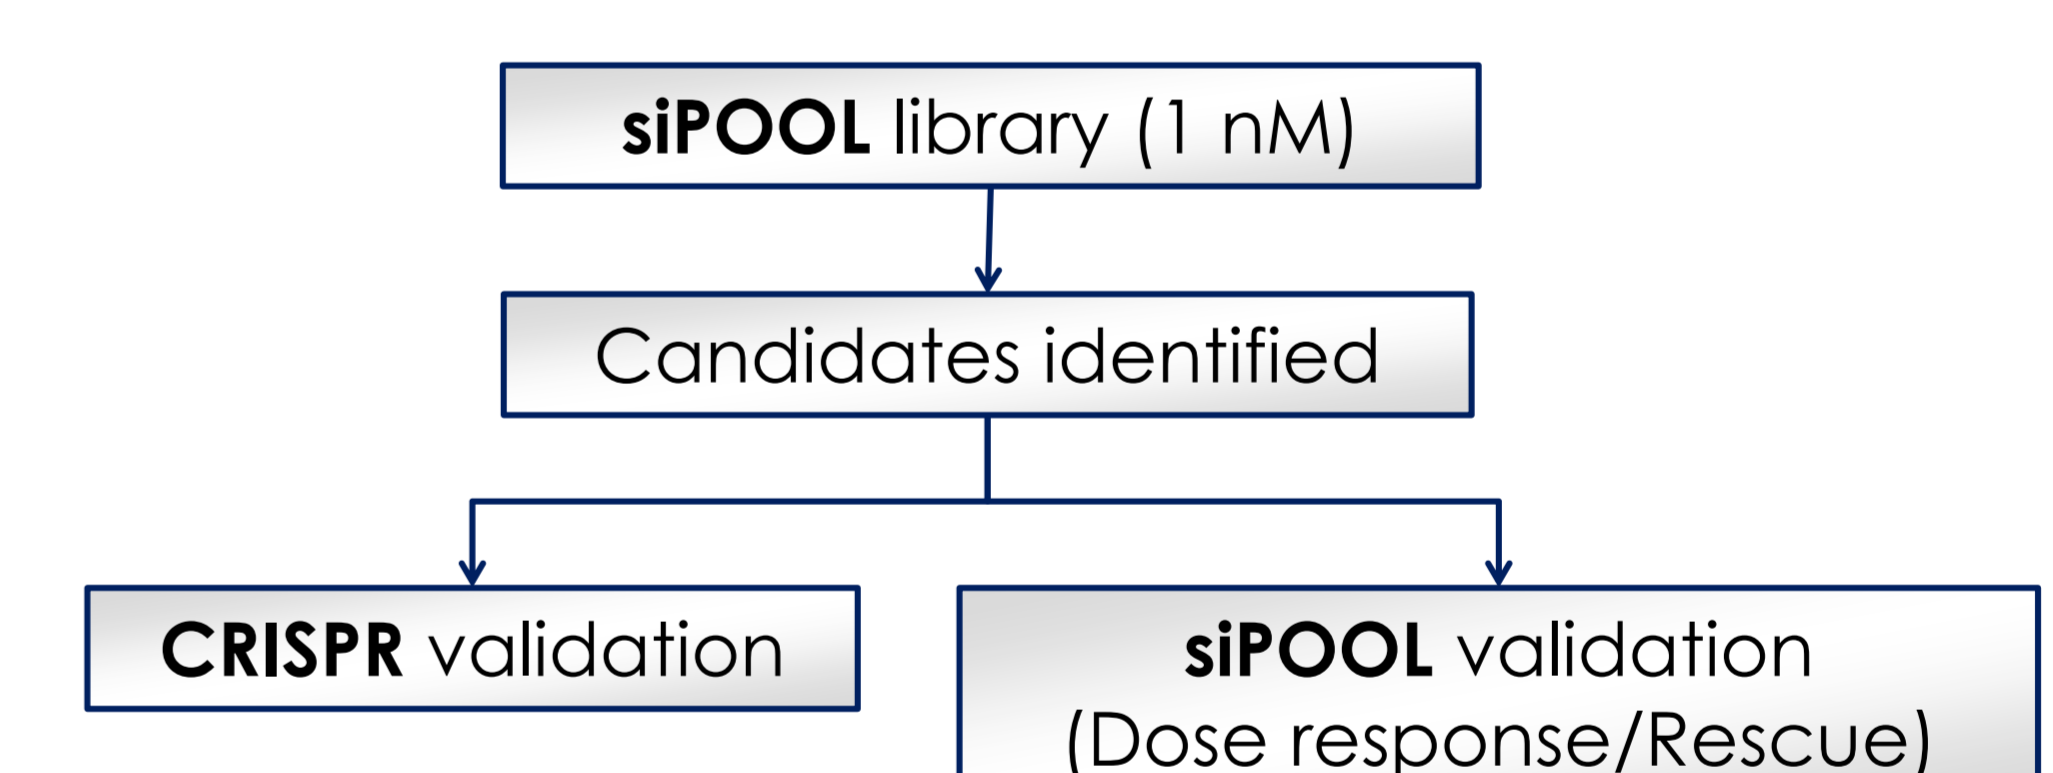 siPOOL library (1 nM)
Candidates identified
CRISPR validation
siPOOL validation
(Dose response/Rescue)